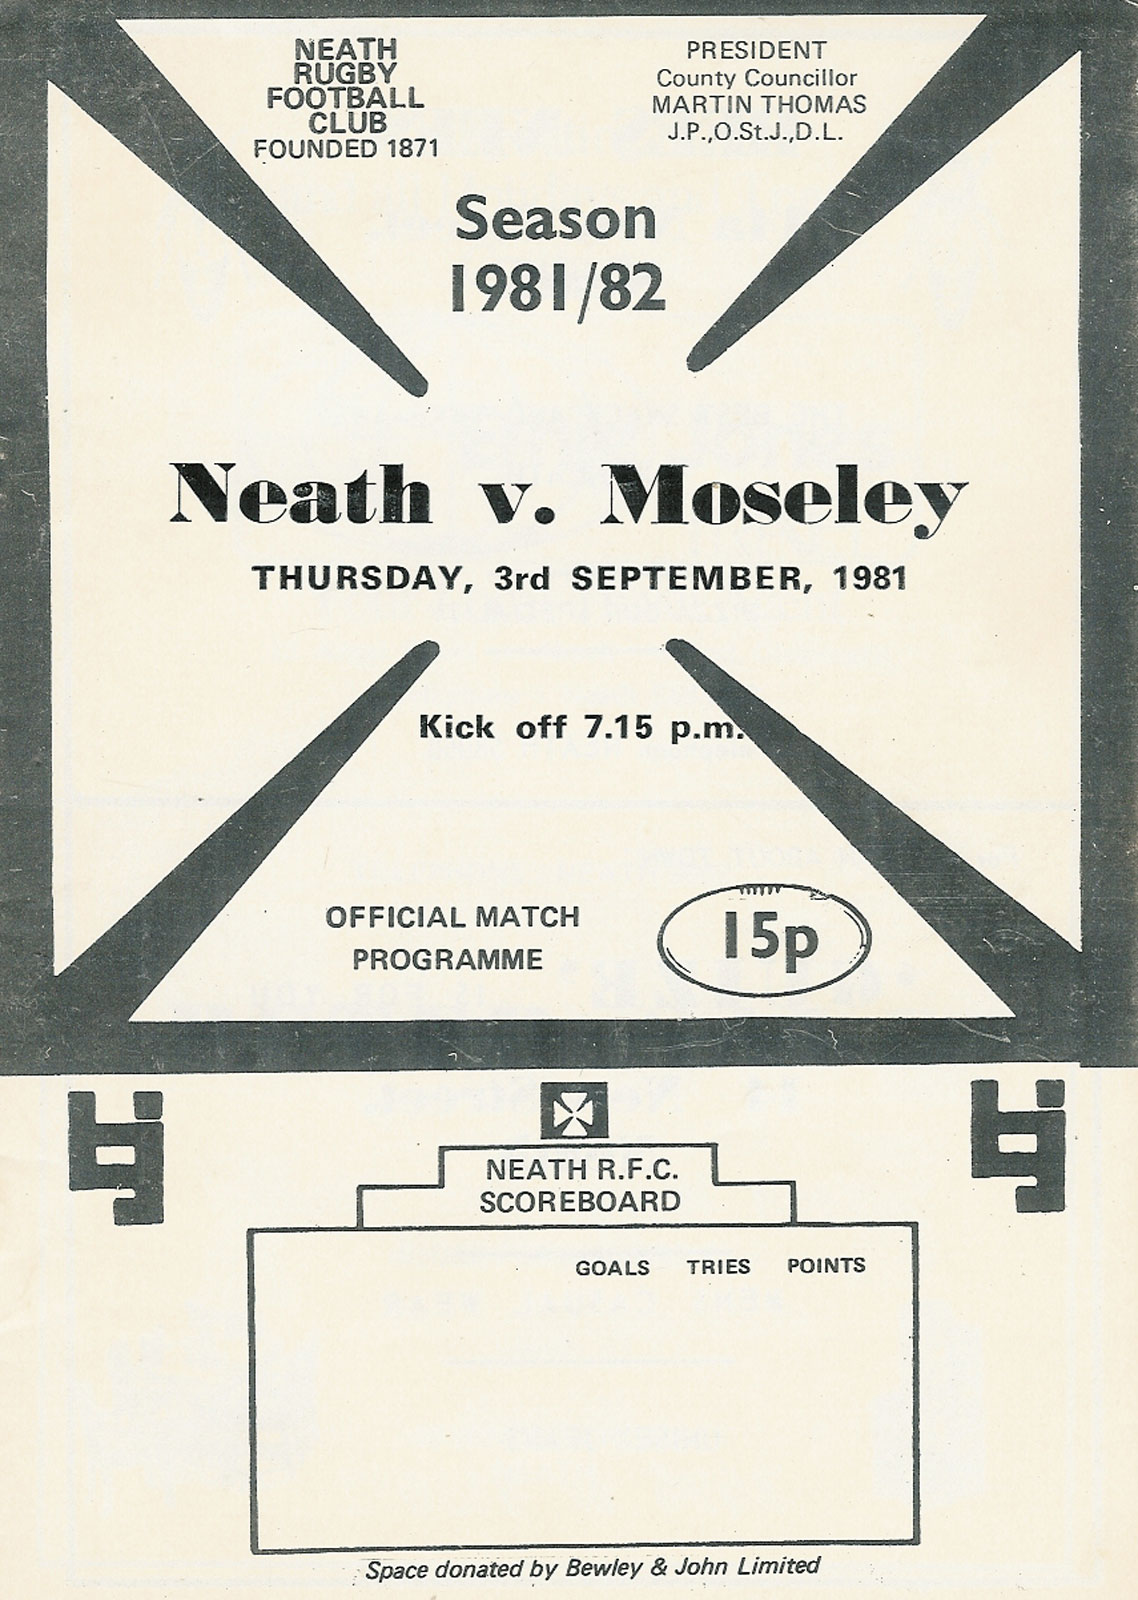 NEATH
RUGBY
FOOTBALL
CLUB
FOUNDED 1871
PRESIDENT
County Councillor
MARTIN THOMAS
J.P.,O.St.J.,D.L.
Season
1981/82
Neath v. Moseley
THURSDAY, 3rd SEPTEMBER, 1981
Kick off 7.15 p.m.
OFFICIAL MATCH
PROGRAMME
15p
NEATH R.F.C.
SCOREBOARD
GOALS TRIES POINTS
Space donated by Bewley & John Limited